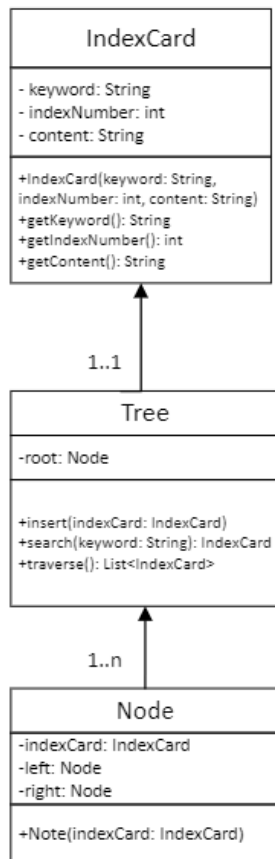 IndexCard
- keyword: String
- indexNumber: int
- content: String
+IndexCard(keyword: String,
indexNumber: int, content: String)
+getKeyword(): String
+getIndexNumber(): int
+getContent(): String
1..1
Tree
-root: Node
+insert(indexCard: IndexCard)
+search(keyword: String): IndexCard
+traverse(): List<IndexCard>
1..n
Node
-indexCard: IndexCard
-left: Node
-right: Node
+Note(indexCard: IndexCard)